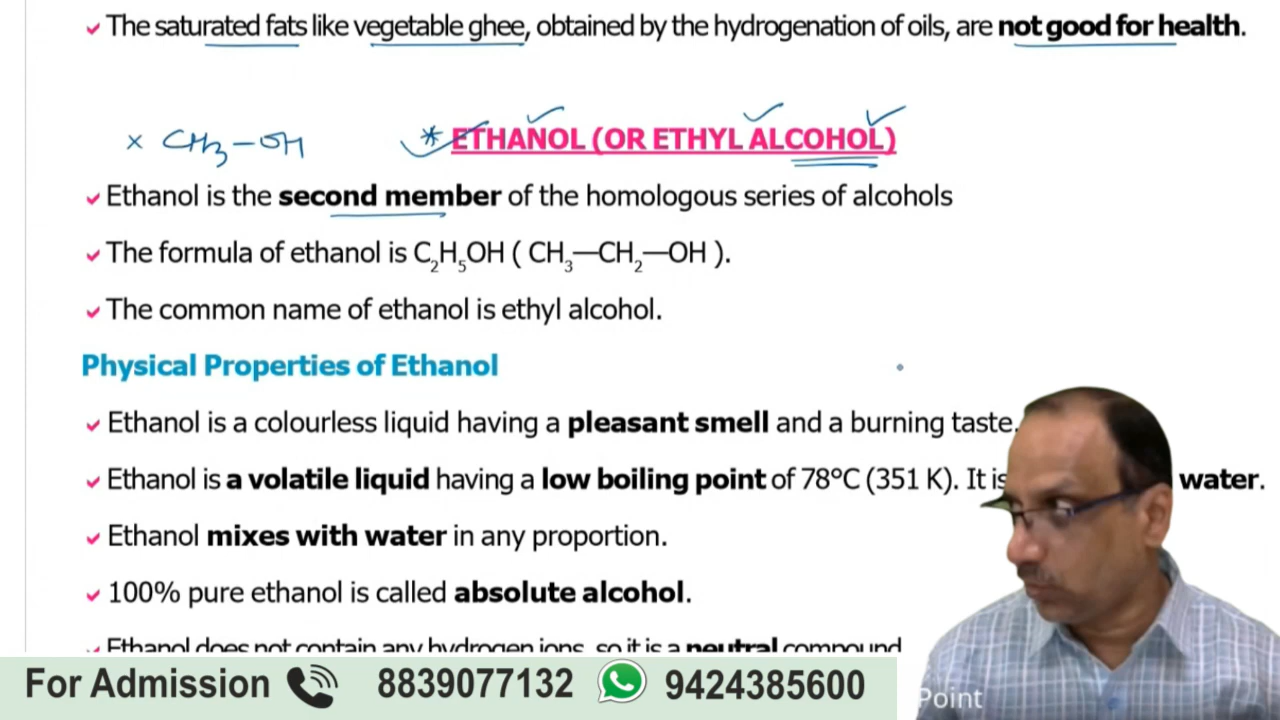 ✓ The saturated fats like vegetable ghee, obtained by the hydrogenation of oils, are not good for health.
× CH₃–OH
* ETHANOL (OR ETHYL ALCOHOL)
✓ Ethanol is the second member of the homologous series of alcohols
✓ The formula of ethanol is C₂H₅OH ( CH₃—CH₂—OH ).
✓ The common name of ethanol is ethyl alcohol.
Physical Properties of Ethanol
✓ Ethanol is a colourless liquid having a pleasant smell and a burning taste.
✓ Ethanol is a volatile liquid having a low boiling point of 78°C (351 K). It is water.
✓ Ethanol mixes with water in any proportion.
✓ 100% pure ethanol is called absolute alcohol.
✓ Ethanol does not contain any hydrogen ions, so it is a neutral compound
For Admission 8839077132 9424385600
Point